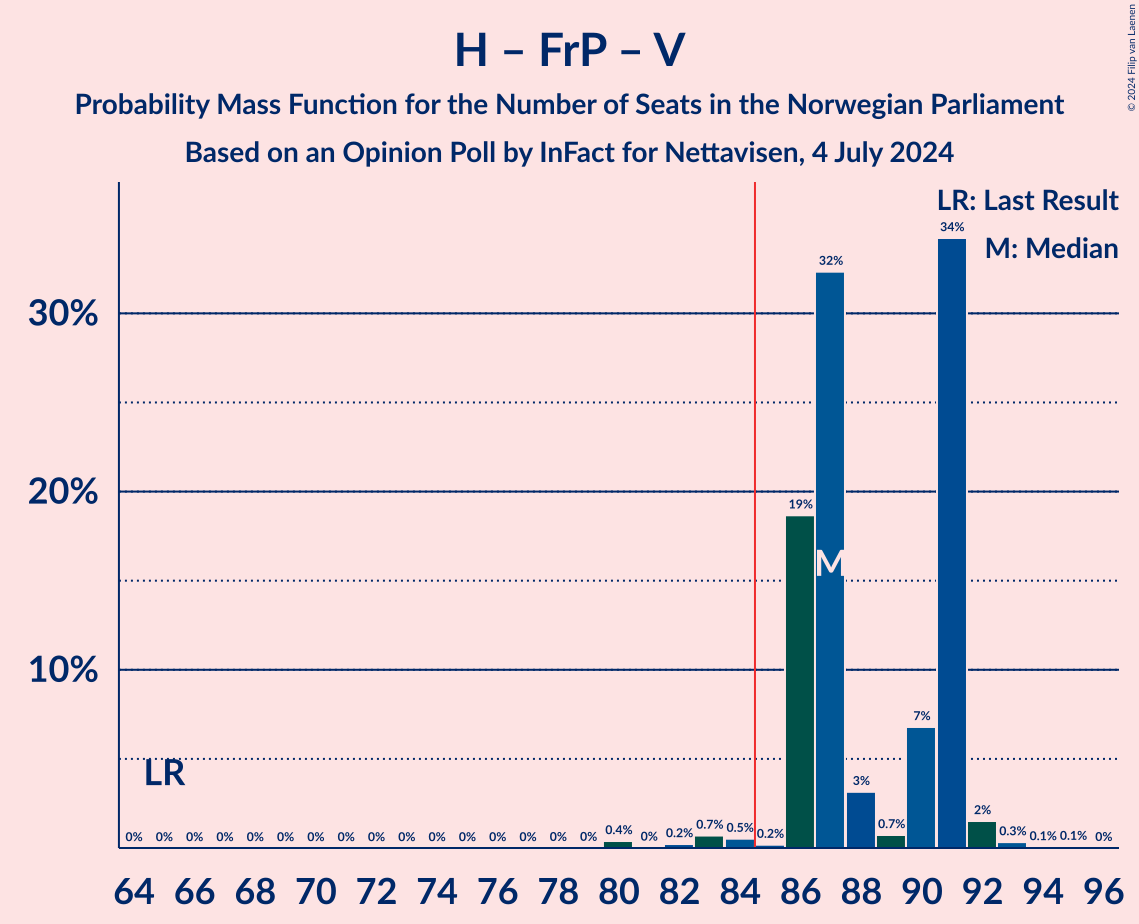 © 2024 Filip van Laenen
H – FrP – V
Probability Mass Function for the Number of Seats in the Norwegian Parliament
Based on an Opinion Poll by InFact for Nettavisen, 4 July 2024
LR: Last Result
M: Median
30%
20%
10%
LR
M
0% 0% 0% 0% 0% 0% 0% 0% 0% 0% 0% 0% 0% 0% 0% 0% 0.4% 0% 0.2% 0.7% 0.5% 0.2% 19% 32% 3% 0.7% 7% 34% 2% 0.3% 0.1% 0.1% 0%
64 66 68 70 72 74 76 78 80 82 84 86 88 90 92 94 96